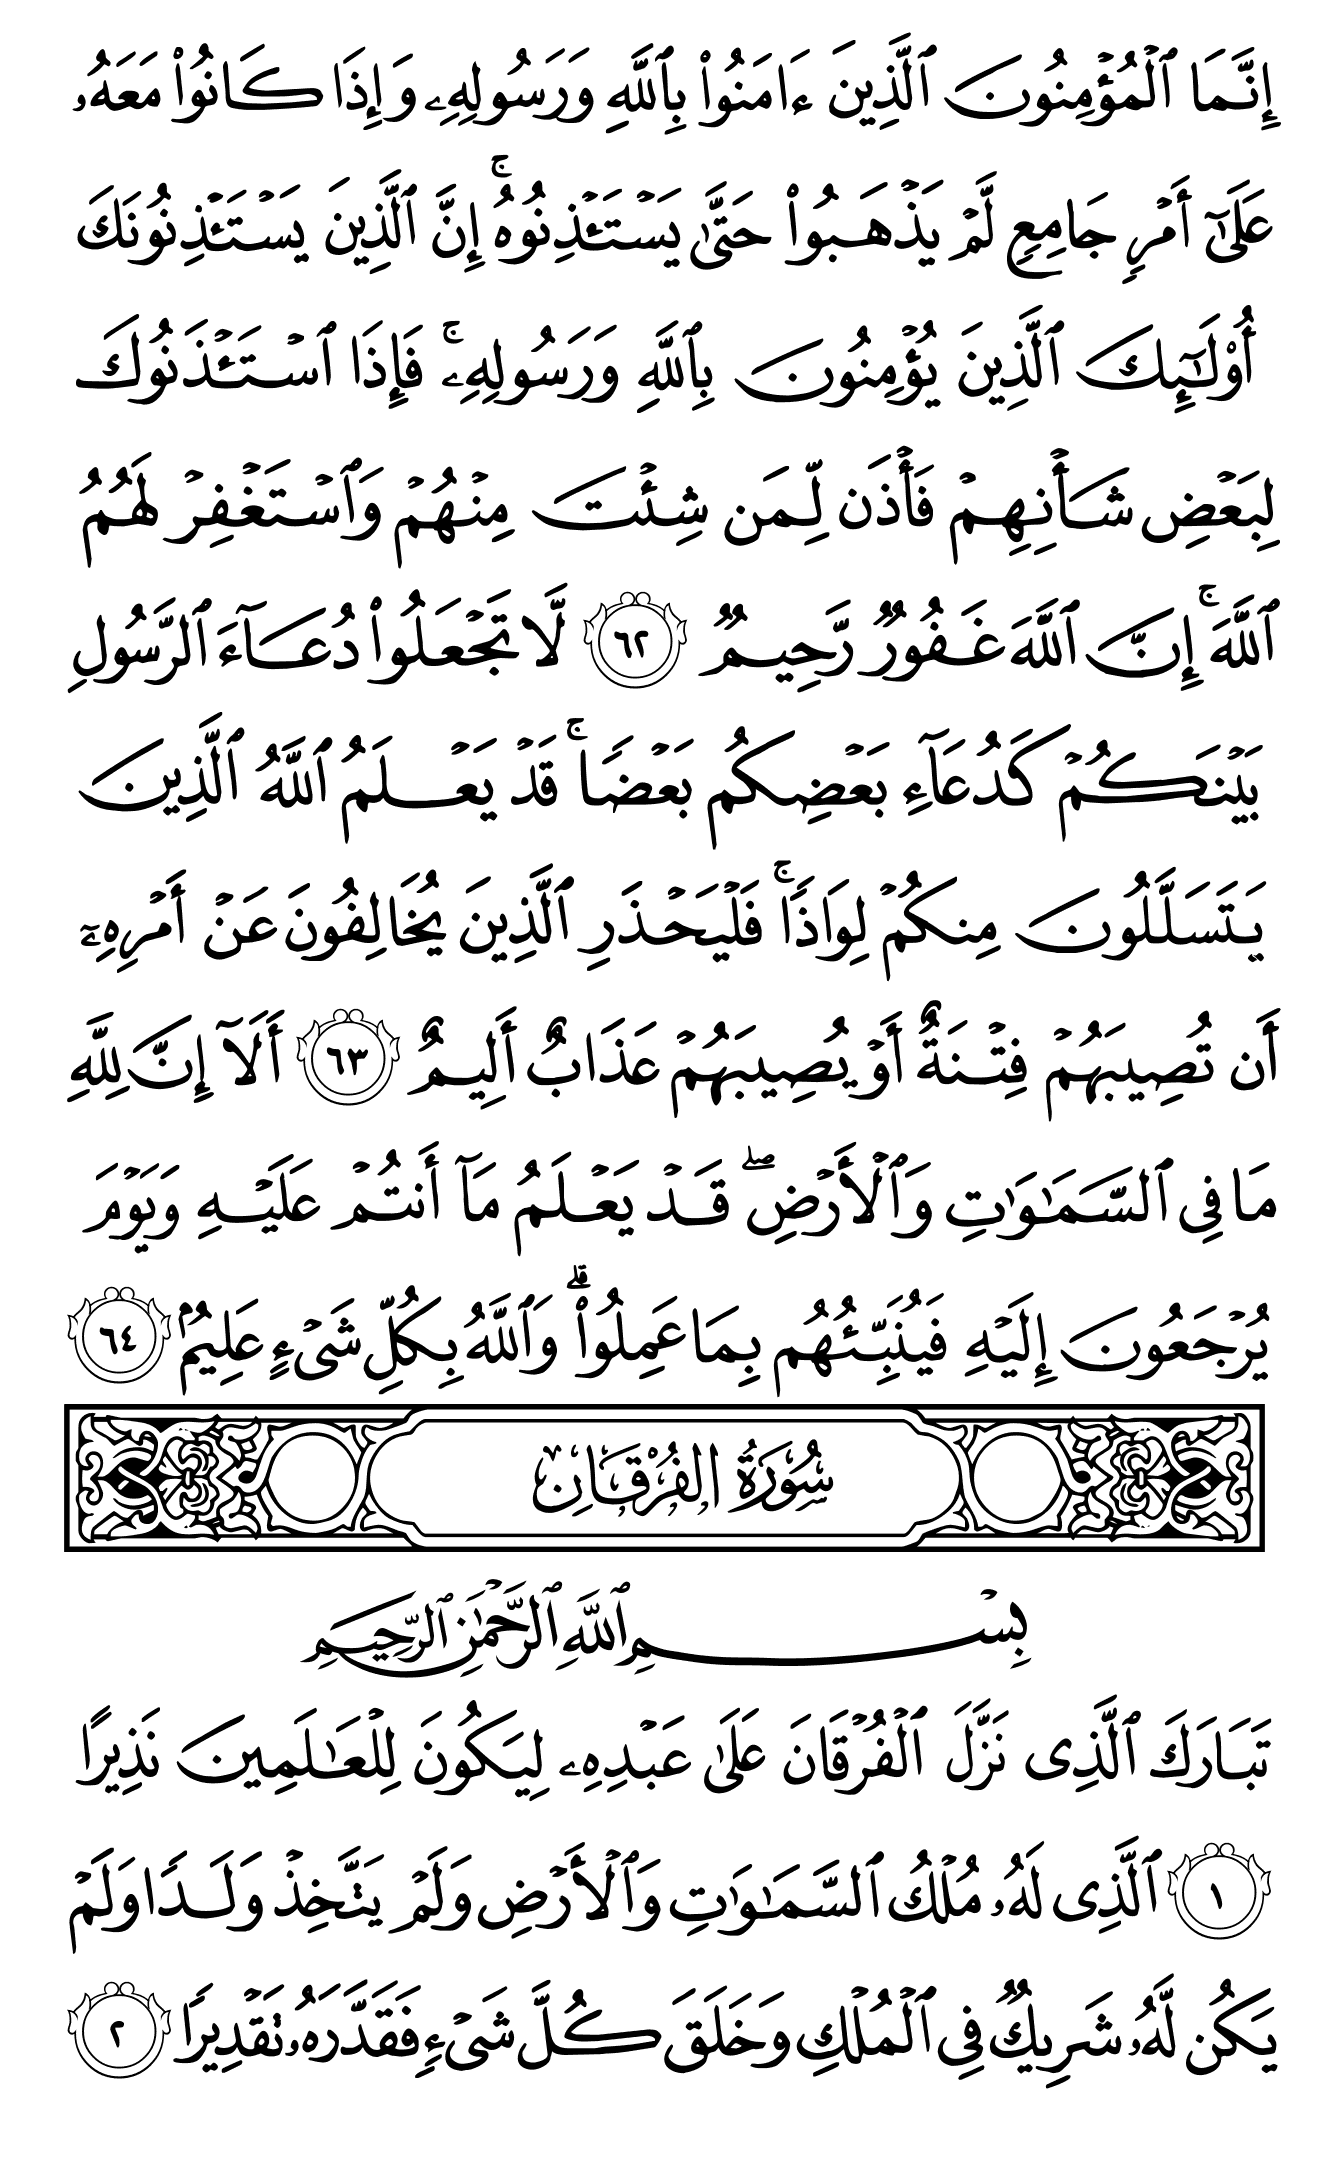 إِنَّمَا ٱلۡمُؤۡمِنُونَ ٱلَّذِينَ ءَامَنُواْ بِٱللَّهِ وَرَسُولِهِۦ وَإِذَا كَانُواْ مَعَهُۥ
عَلَىٰٓ أَمۡرٖ جَامِعٖ لَّمۡ يَذۡهَبُواْ حَتَّىٰ يَسۡتَـٔۡذِنُوهُۚ إِنَّ ٱلَّذِينَ يَسۡتَـٔۡذِنُونَكَ
أُوْلَـٰٓئِكَ ٱلَّذِينَ يُؤۡمِنُونَ بِٱللَّهِ وَرَسُولِهِۦۚ فَإِذَا ٱسۡتَـٔۡذَنُوكَ
لِبَعۡضِ شَأۡنِهِمۡ فَأۡذَن لِّمَن شِئۡتَ مِنۡهُمۡ وَٱسۡتَغۡفِرۡ لَهُمُ
ٱللَّهَۚ إِنَّ ٱللَّهَ غَفُورٞ رَّحِيمٞ ٦٢ لَّا تَجۡعَلُواْ دُعَآءَ ٱلرَّسُولِ
بَيۡنَكُمۡ كَدُعَآءِ بَعۡضِكُم بَعۡضٗاۚ قَدۡ يَعۡلَمُ ٱللَّهُ ٱلَّذِينَ
يَتَسَلَّلُونَ مِنكُمۡ لِوَاذٗاۚ فَلۡيَحۡذَرِ ٱلَّذِينَ يُخَالِفُونَ عَنۡ أَمۡرِهِۦٓ
أَن تُصِيبَهُمۡ فِتۡنَةٌ أَوۡ يُصِيبَهُمۡ عَذَابٌ أَلِيمٌ ٦٣ أَلَآ إِنَّ لِلَّهِ
مَا فِي ٱلسَّمَٰوَٰتِ وَٱلۡأَرۡضِۖ قَدۡ يَعۡلَمُ مَآ أَنتُمۡ عَلَيۡهِ وَيَوۡمَ
يُرۡجَعُونَ إِلَيۡهِ فَيُنَبِّئُهُم بِمَا عَمِلُواْۗ وَٱللَّهُ بِكُلِّ شَيۡءٍ عَلِيمُۢ ٦٤
سُورَةُ الفُرْقَانِ
بِسۡمِ ٱللَّهِ ٱلرَّحۡمَٰنِ ٱلرَّحِيمِ
تَبَارَكَ ٱلَّذِي نَزَّلَ ٱلۡفُرۡقَانَ عَلَىٰ عَبۡدِهِۦ لِيَكُونَ لِلۡعَٰلَمِينَ نَذِيرًا
١ ٱلَّذِي لَهُۥ مُلۡكُ ٱلسَّمَٰوَٰتِ وَٱلۡأَرۡضِ وَلَمۡ يَتَّخِذۡ وَلَدٗا وَلَمۡ
يَكُن لَّهُۥ شَرِيكٞ فِي ٱلۡمُلۡكِ وَخَلَقَ كُلَّ شَيۡءٖ فَقَدَّرَهُۥ تَقۡدِيرٗا ٢